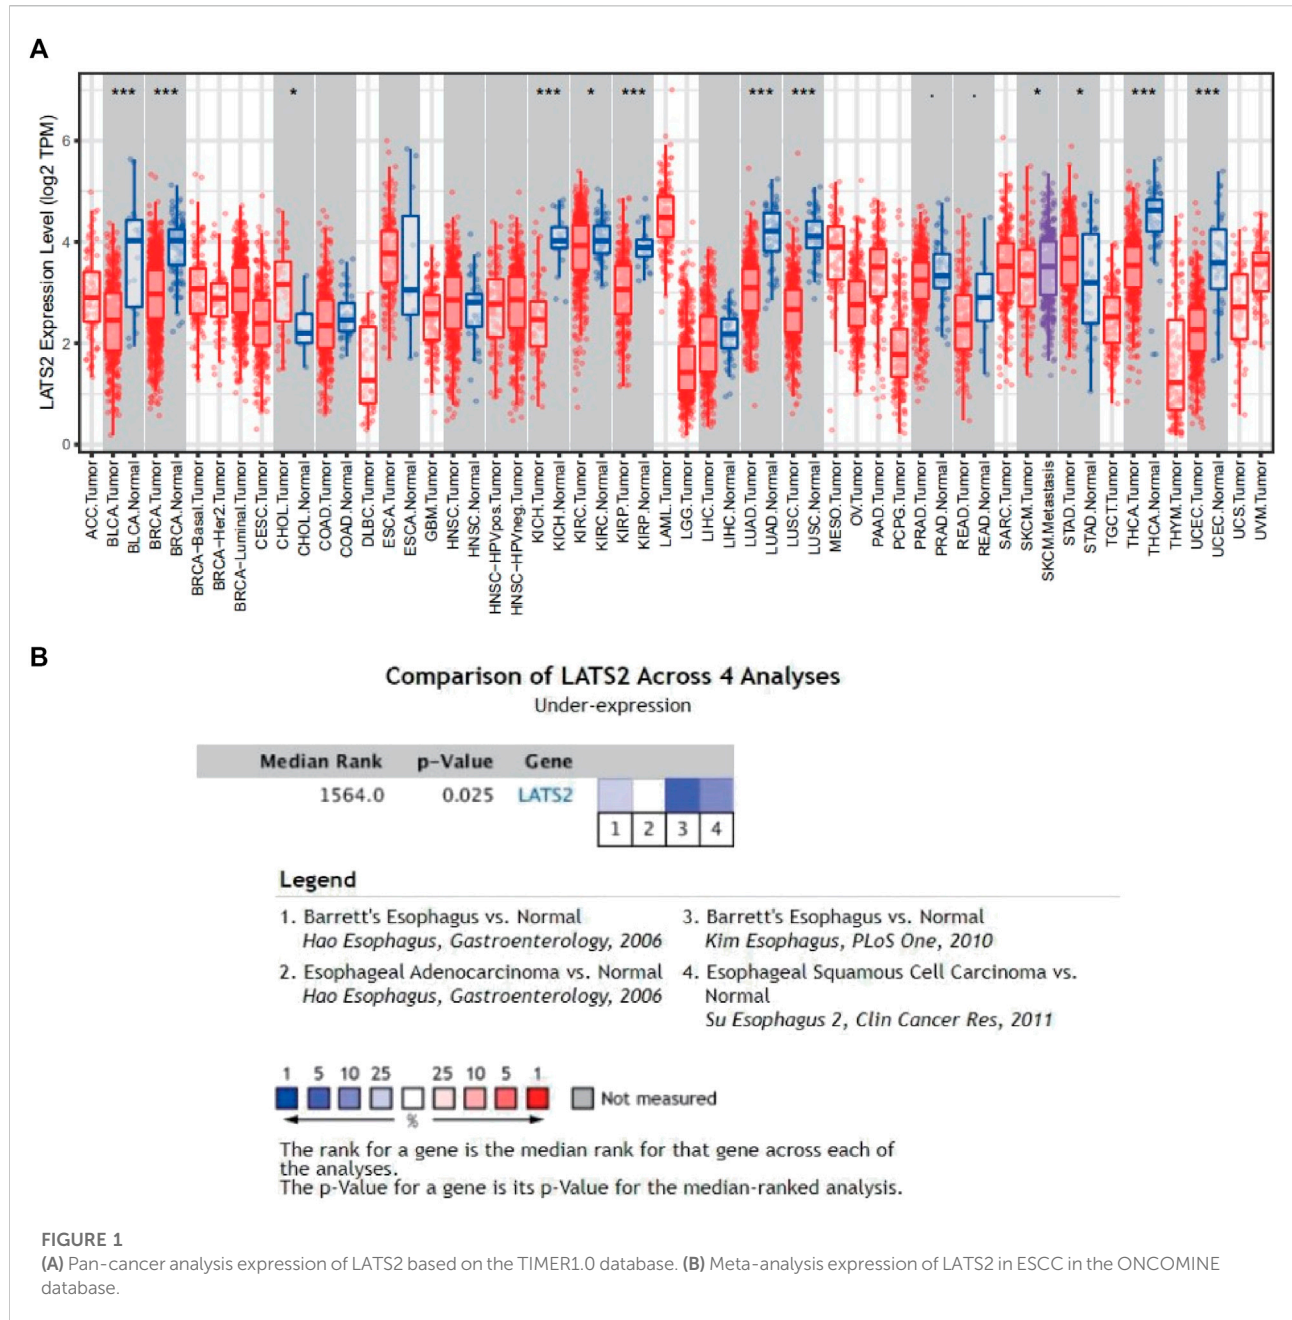 A
*** *** * *** * *** *** *** . . * * *** ***
LATS2 Expression Level (log2 TPM)
6
4
2
0
ACC.Tumor
BLCA.Tumor
BLCA.Normal
BRCA.Tumor
BRCA.Normal
BRCA-Basal.Tumor
BRCA-Her2.Tumor
BRCA-Luminal.Tumor
CESC.Tumor
CHOL.Tumor
CHOL.Normal
COAD.Tumor
COAD.Normal
DLBC.Tumor
ESCA.Tumor
ESCA.Normal
GBM.Tumor
HNSC.Tumor
HNSC.Normal
HNSC-HPVpos.Tumor
HNSC-HPVneg.Tumor
KICH.Tumor
KICH.Normal
KIRC.Tumor
KIRC.Normal
KIRP.Tumor
KIRP.Normal
LAML.Tumor
LGG.Tumor
LIHC.Tumor
LIHC.Normal
LUAD.Tumor
LUAD.Normal
LUSC.Tumor
LUSC.Normal
MESO.Tumor
OV.Tumor
PAAD.Tumor
PCPG.Tumor
PRAD.Tumor
PRAD.Normal
READ.Tumor
READ.Normal
SARC.Tumor
SKCM.Tumor
SKCM.Metastasis
STAD.Tumor
STAD.Normal
TGCT.Tumor
THCA.Tumor
THCA.Normal
THYM.Tumor
UCEC.Tumor
UCEC.Normal
UCS.Tumor
UVM.Tumor
B
Comparison of LATS2 Across 4 Analyses
Under-expression
Median Rank p-Value Gene
1564.0 0.025 LATS2
1 2 3 4
Legend
1. Barrett's Esophagus vs. Normal
Hao Esophagus, Gastroenterology, 2006
2. Esophageal Adenocarcinoma vs. Normal
Hao Esophagus, Gastroenterology, 2006
3. Barrett's Esophagus vs. Normal
Kim Esophagus, PLoS One, 2010
4. Esophageal Squamous Cell Carcinoma vs.
Normal
Su Esophagus 2, Clin Cancer Res, 2011
1 5 10 25 25 10 5 1
Not measured
%
The rank for a gene is the median rank for that gene across each of
the analyses.
The p-Value for a gene is its p-Value for the median-ranked analysis.
FIGURE 1
(A) Pan-cancer analysis expression of LATS2 based on the TIMER1.0 database. (B) Meta-analysis expression of LATS2 in ESCC in the ONCOMINE
database.